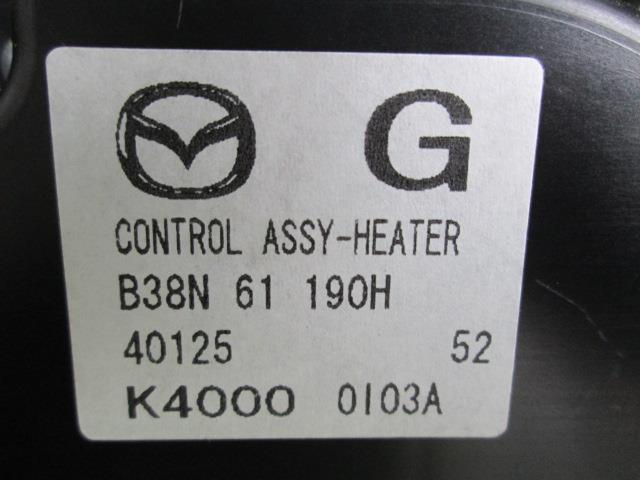 G
CONTROL ASSY-HEATER
B38N 61 190H
40125 52
K4000 0103A